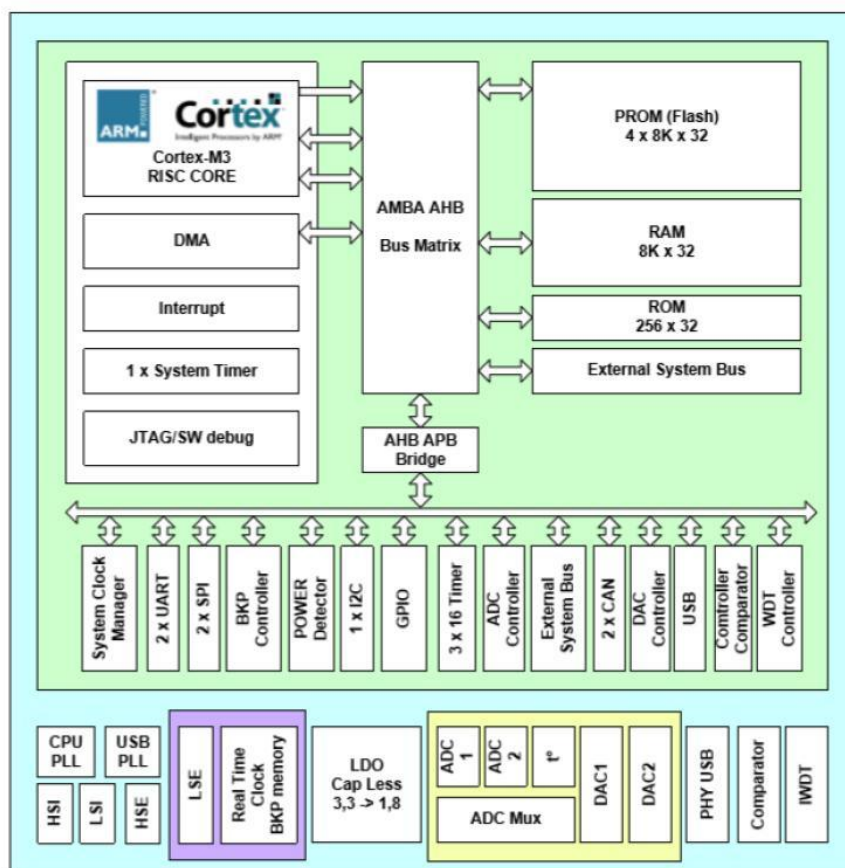 ARM
POWERED
Cortex
Intelligent Processors by ARM®
Cortex-M3
RISC CORE
DMA
Interrupt
1 x System Timer
JTAG/SW debug
AMBA AHB
Bus Matrix
AHB APB
Bridge
PROM (Flash)
4 x 8K x 32
RAM
8K x 32
ROM
256 x 32
External System Bus
System Clock
Manager
2 x UART
2 x SPI
BKP
Controller
POWER
Detector
1 x I2C
GPIO
3 x 16 Timer
ADC
Controller
External
System Bus
2 x CAN
DAC
Controller
USB
Comtroller
Comparator
WDT
Controller
CPU
PLL
USB
PLL
HSI
LSI
HSE
LSE
Real Time
Clock
BKP memory
LDO
Cap Less
3,3 -> 1,8
ADC
1
ADC
2
t°
ADC Mux
DAC1
DAC2
PHY USB
Comparator
IWDT